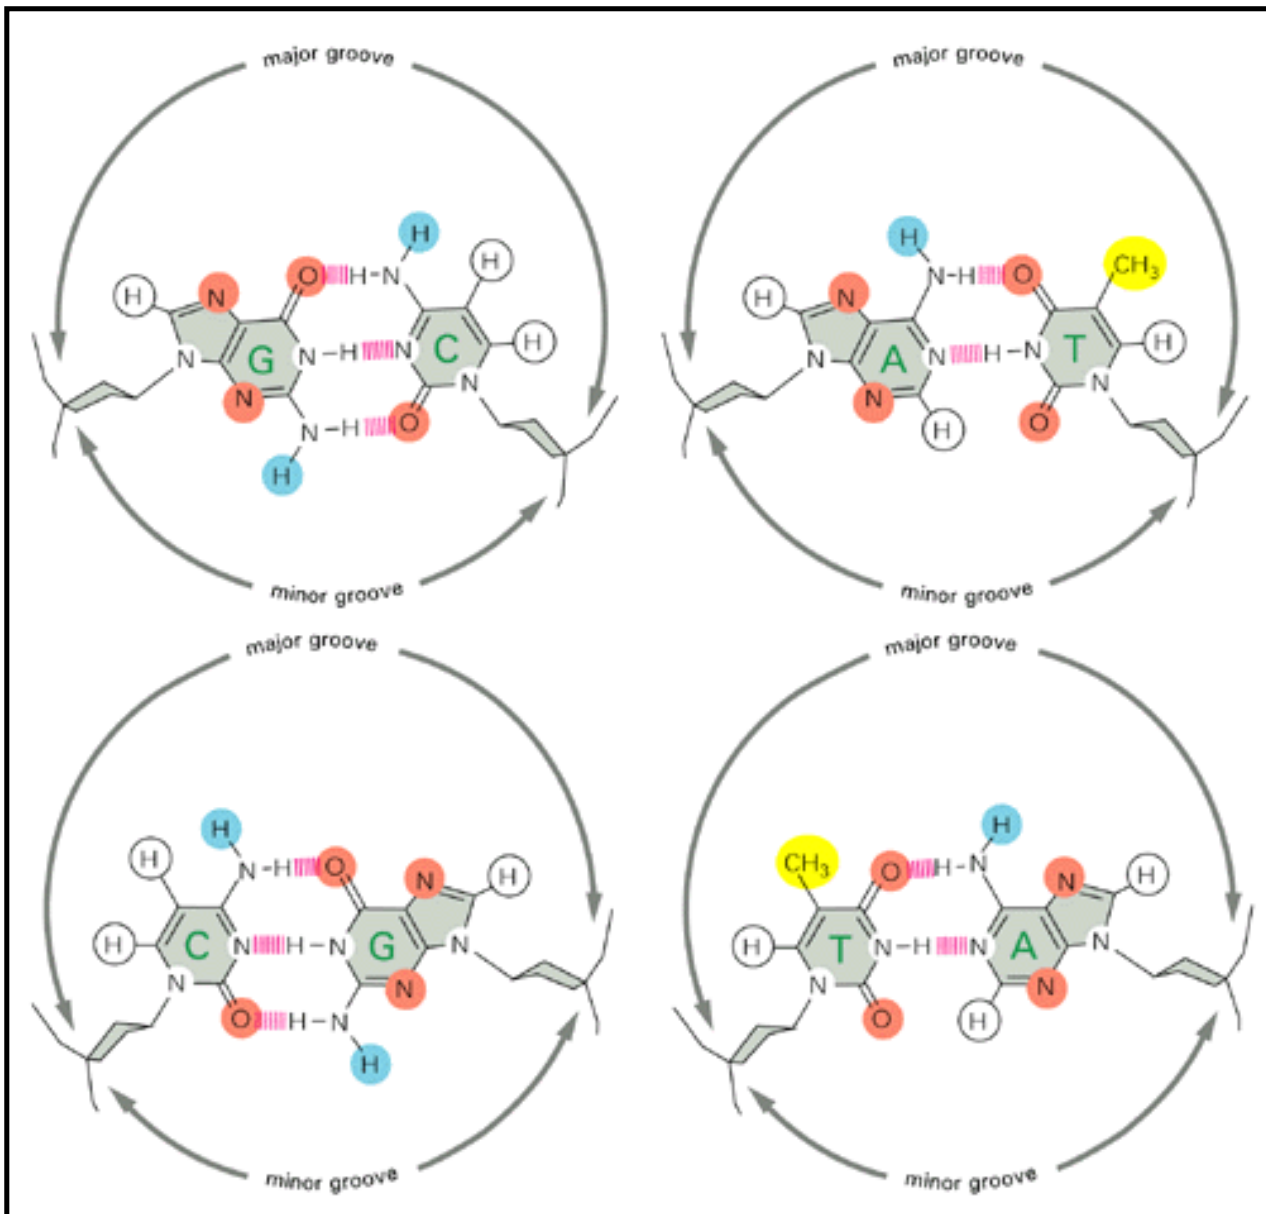 major groove
H
O H N H
H N
N H N C H
G
N N
N O
N H
H
minor groove
major groove
H
N H O CH₃
H N
N H N T H
A
N N
N O
H
minor groove
major groove
H
H N H O N H
H C N H N G N
N N
O H N
H
minor groove
major groove
H
CH₃ O H N N H
H T N H N A N
N N
O H
minor groove